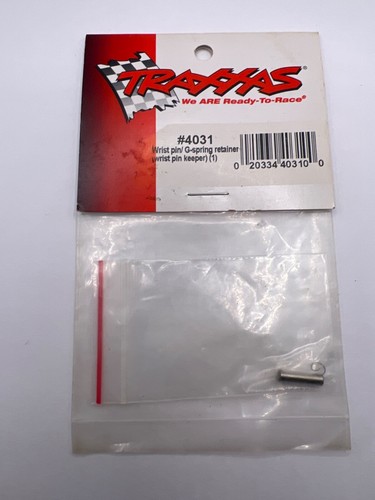 TRAXXAS
We ARE Ready-To-Race®
#4031
Wrist pin/ G-spring retainer
(wrist pin keeper) (1)
0 20334 40310 0